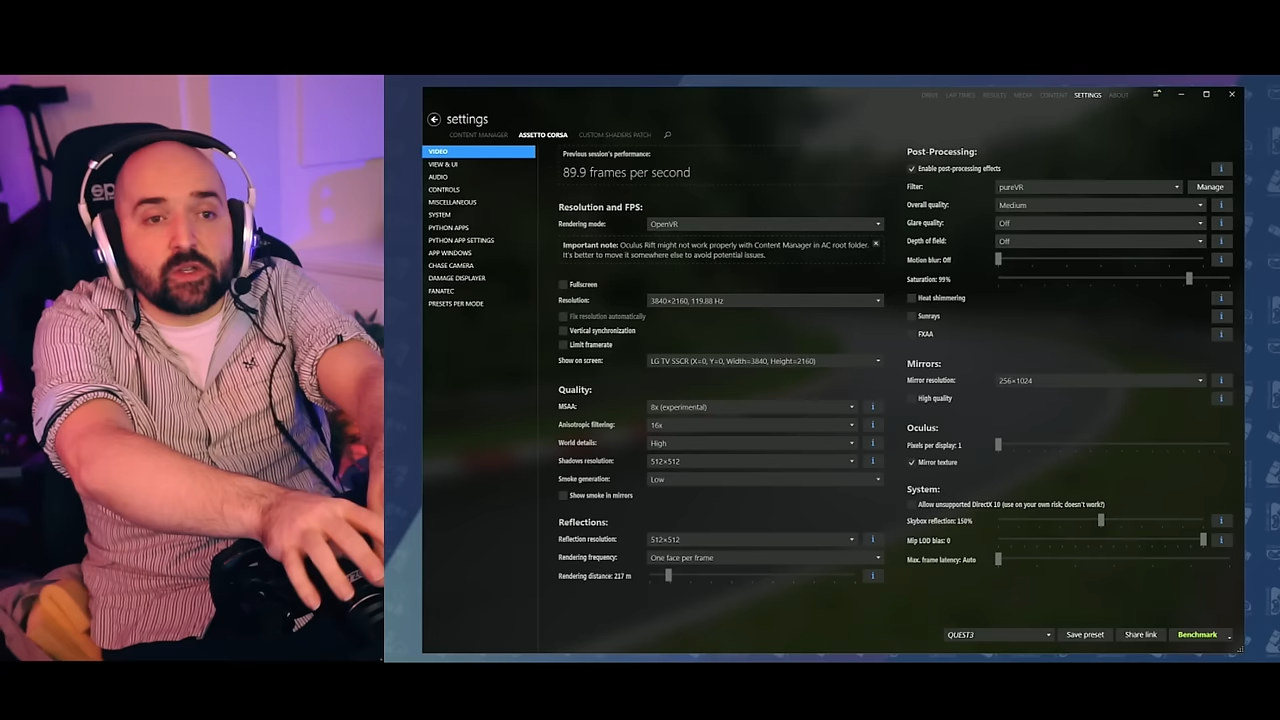 DRIVE LAP TIMES RESULTS MEDIA CONTENT SETTINGS ABOUT
settings
CONTENT MANAGER ASSETTO CORSA CUSTOM SHADERS PATCH
VIDEO
VIEW & UI
AUDIO
CONTROLS
MISCELLANEOUS
SYSTEM
PYTHON APPS
PYTHON APP SETTINGS
APP WINDOWS
CHASE CAMERA
DAMAGE DISPLAYER
FANATEC
PRESETS PER MODE
Previous session's performance:
89.9 frames per second
Resolution and FPS:
Rendering mode: OpenVR
Important note: Oculus Rift might not work properly with Content Manager in AC root folder.
It's better to move it somewhere else to avoid potential issues.
Fullscreen
Resolution: 3840×2160, 119.88 Hz
Fix resolution automatically
Vertical synchronization
Limit framerate
Show on screen: LG TV SSCR (X=0, Y=0, Width=3840, Height=2160)
Quality:
MSAA: 8x (experimental)
Anisotropic filtering: 16x
World details: High
Shadows resolution: 512×512
Smoke generation: Low
Show smoke in mirrors
Reflections:
Reflection resolution: 512×512
Rendering frequency: One face per frame
Rendering distance: 217 m
Post-Processing:
Enable post-processing effects
Filter: pureVR Manage
Overall quality: Medium
Glare quality: Off
Depth of field: Off
Motion blur: Off
Saturation: 99%
Heat shimmering
Sunrays
FXAA
Mirrors:
Mirror resolution: 256×1024
High quality
Oculus:
Pixels per display: 1
Mirror texture
System:
Allow unsupported DirectX 10 (use on your own risk; doesn't work?)
Skybox reflection: 150%
Mip LOD bias: 0
Max. frame latency: Auto
QUEST3 Save preset Share link Benchmark